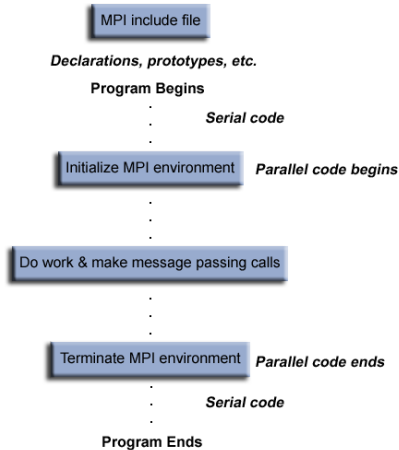 MPI include file
Declarations, prototypes, etc.
Program Begins
Serial code
Initialize MPI environment
Parallel code begins
Do work & make message passing calls
Terminate MPI environment
Parallel code ends
Serial code
Program Ends